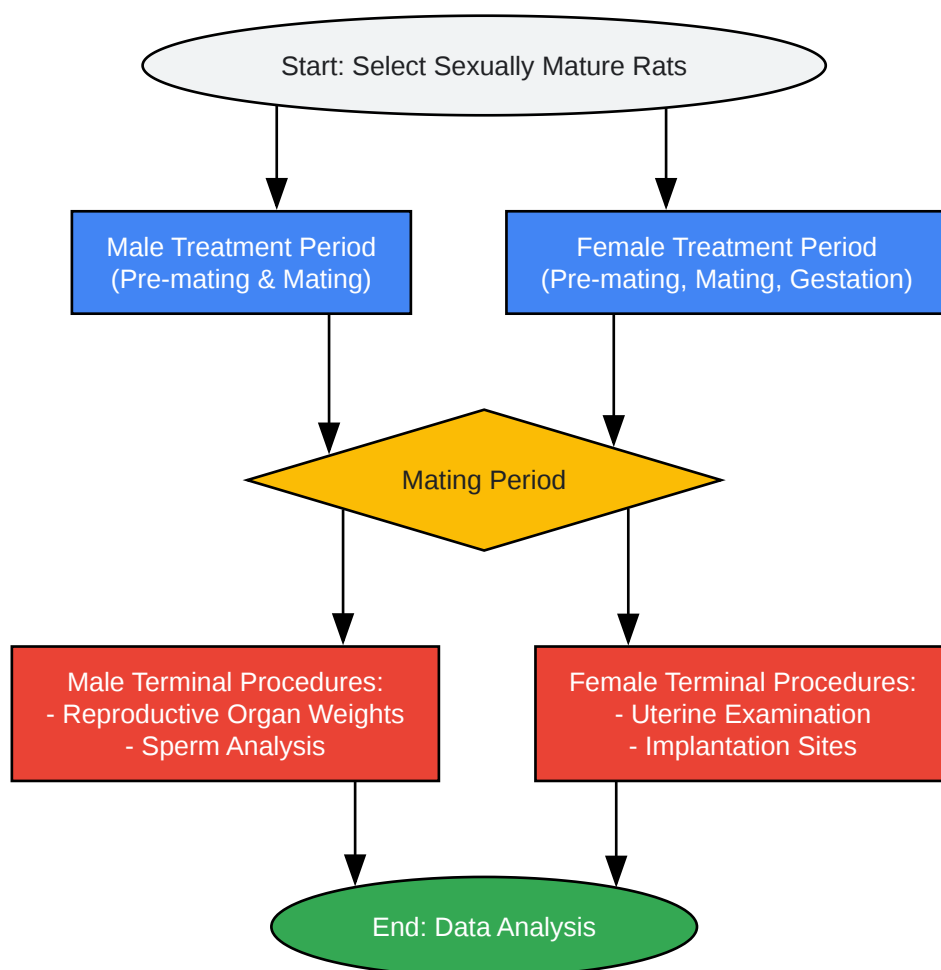 Start: Select Sexually Mature Rats
Male Treatment Period
(Pre-mating & Mating)
Female Treatment Period
(Pre-mating, Mating, Gestation)
Mating Period
Male Terminal Procedures:
- Reproductive Organ Weights
- Sperm Analysis
Female Terminal Procedures:
- Uterine Examination
- Implantation Sites
End: Data Analysis